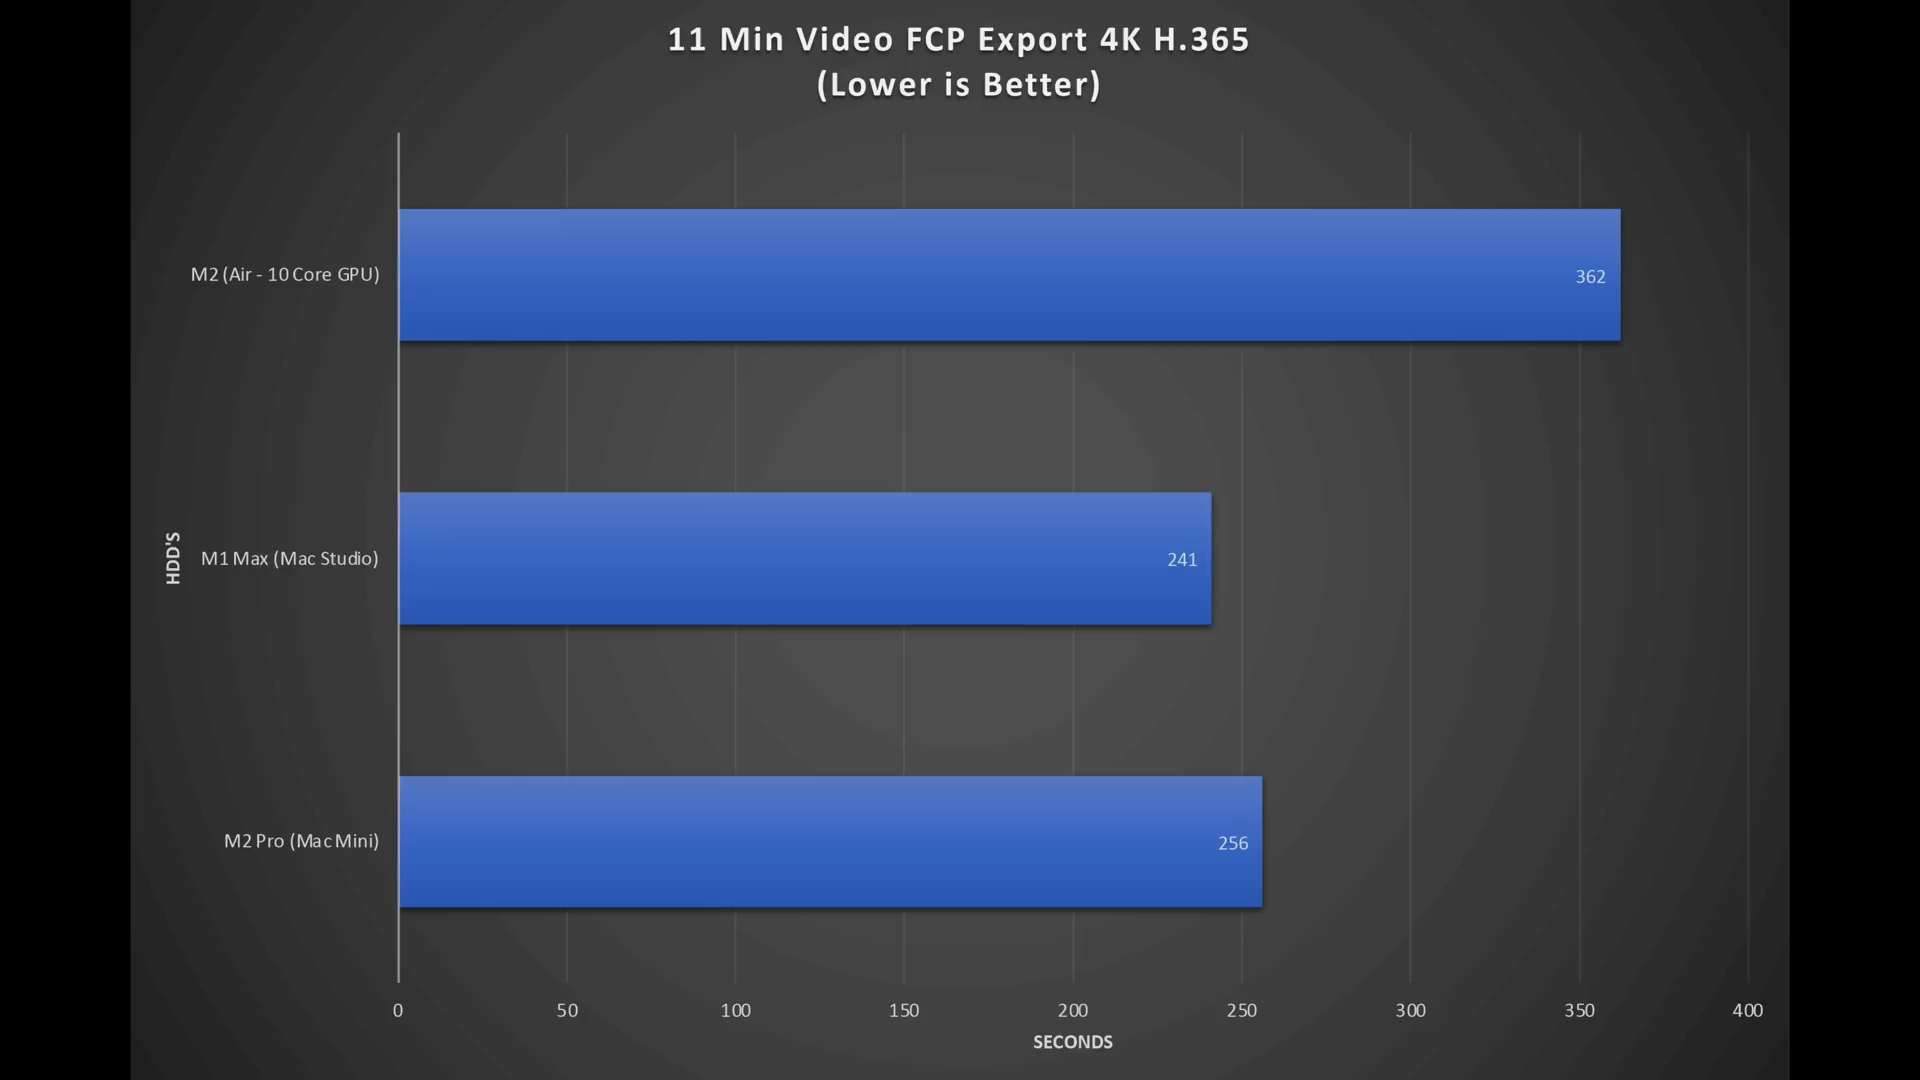 11 Min Video FCP Export 4K H.365
(Lower is Better)
M2 (Air - 10 Core GPU)
362
HDD'S
M1 Max (Mac Studio)
241
M2 Pro (Mac Mini)
256
0 50 100 150 200 250 300 350 400
SECONDS